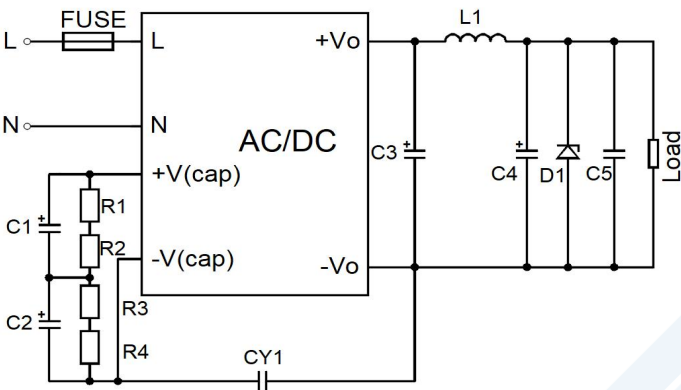 FUSE
L
L
+Vo
L1
N
N
AC/DC
+V(cap)
-V(cap)
-Vo
C1
+
R1
R2
C2
+
R3
R4
CY1
C3
+
C4
+
D1
C5
Load